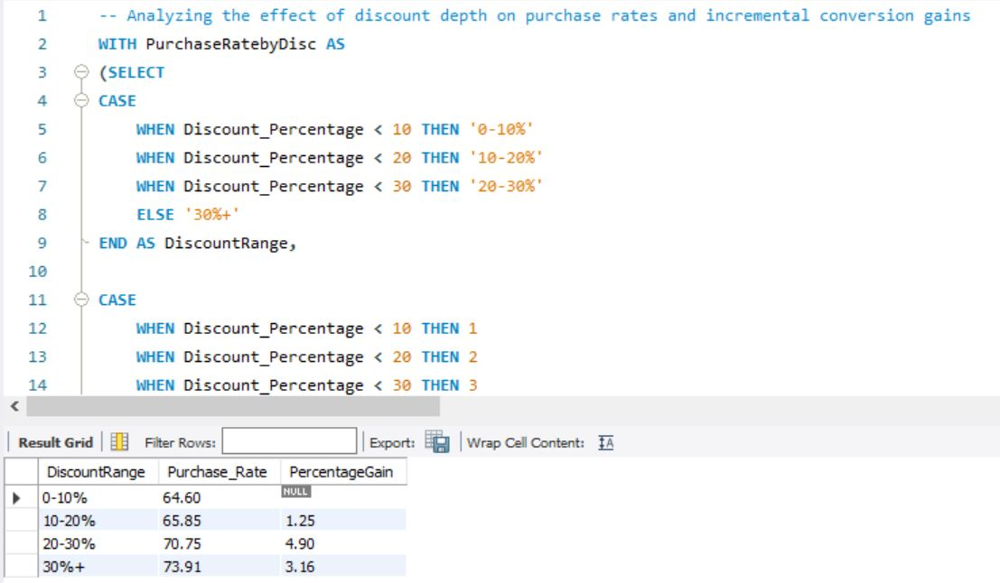 1 -- Analyzing the effect of discount depth on purchase rates and incremental conversion gains
2 WITH PurchaseRatebyDisc AS
3 (SELECT
4 CASE
5 WHEN Discount_Percentage < 10 THEN '0-10%'
6 WHEN Discount_Percentage < 20 THEN '10-20%'
7 WHEN Discount_Percentage < 30 THEN '20-30%'
8 ELSE '30%+'
9 END AS DiscountRange,
10
11 CASE
12 WHEN Discount_Percentage < 10 THEN 1
13 WHEN Discount_Percentage < 20 THEN 2
14 WHEN Discount_Percentage < 30 THEN 3
Result Grid Filter Rows: Export: Wrap Cell Content:
DiscountRange Purchase_Rate PercentageGain
0-10% 64.60 NULL
10-20% 65.85 1.25
20-30% 70.75 4.90
30%+ 73.91 3.16